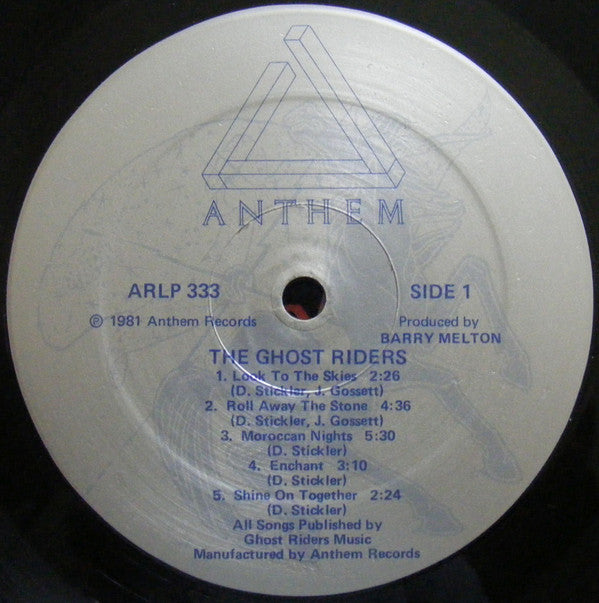 ANTHEM
ARLP 333
SIDE 1
℗ 1981 Anthem Records
Produced by
BARRY MELTON
THE GHOST RIDERS
1. Look To The Skies 2:26
(D. Stickler, J. Gossett)
2. Roll Away The Stone 4:36
(D. Stickler, J. Gossett)
3. Moroccan Nights 5:30
(D. Stickler)
4. Enchant 3:10
(D. Stickler)
5. Shine On Together 2:24
(D. Stickler)
All Songs Published by
Ghost Riders Music
Manufactured by Anthem Records